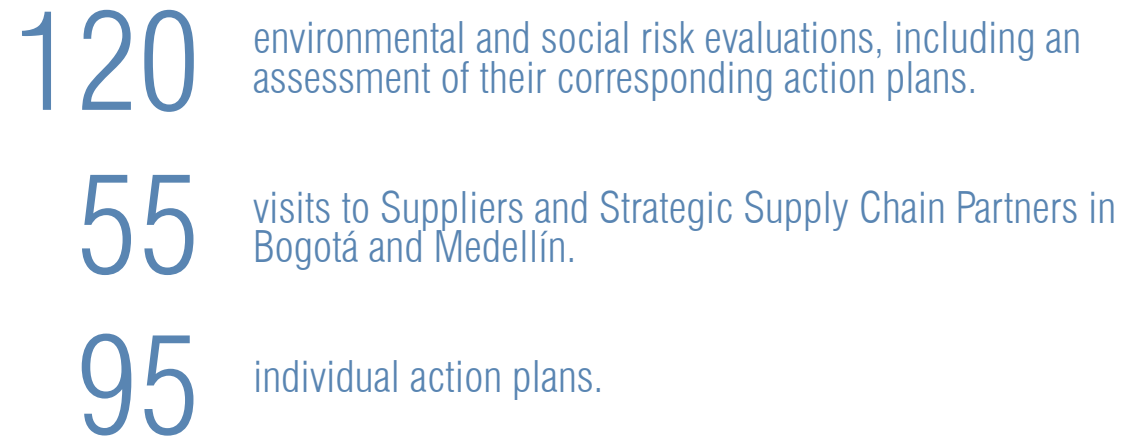 120
environmental and social risk evaluations, including an
assessment of their corresponding action plans.
55
visits to Suppliers and Strategic Supply Chain Partners in
Bogotá and Medellín.
95
individual action plans.